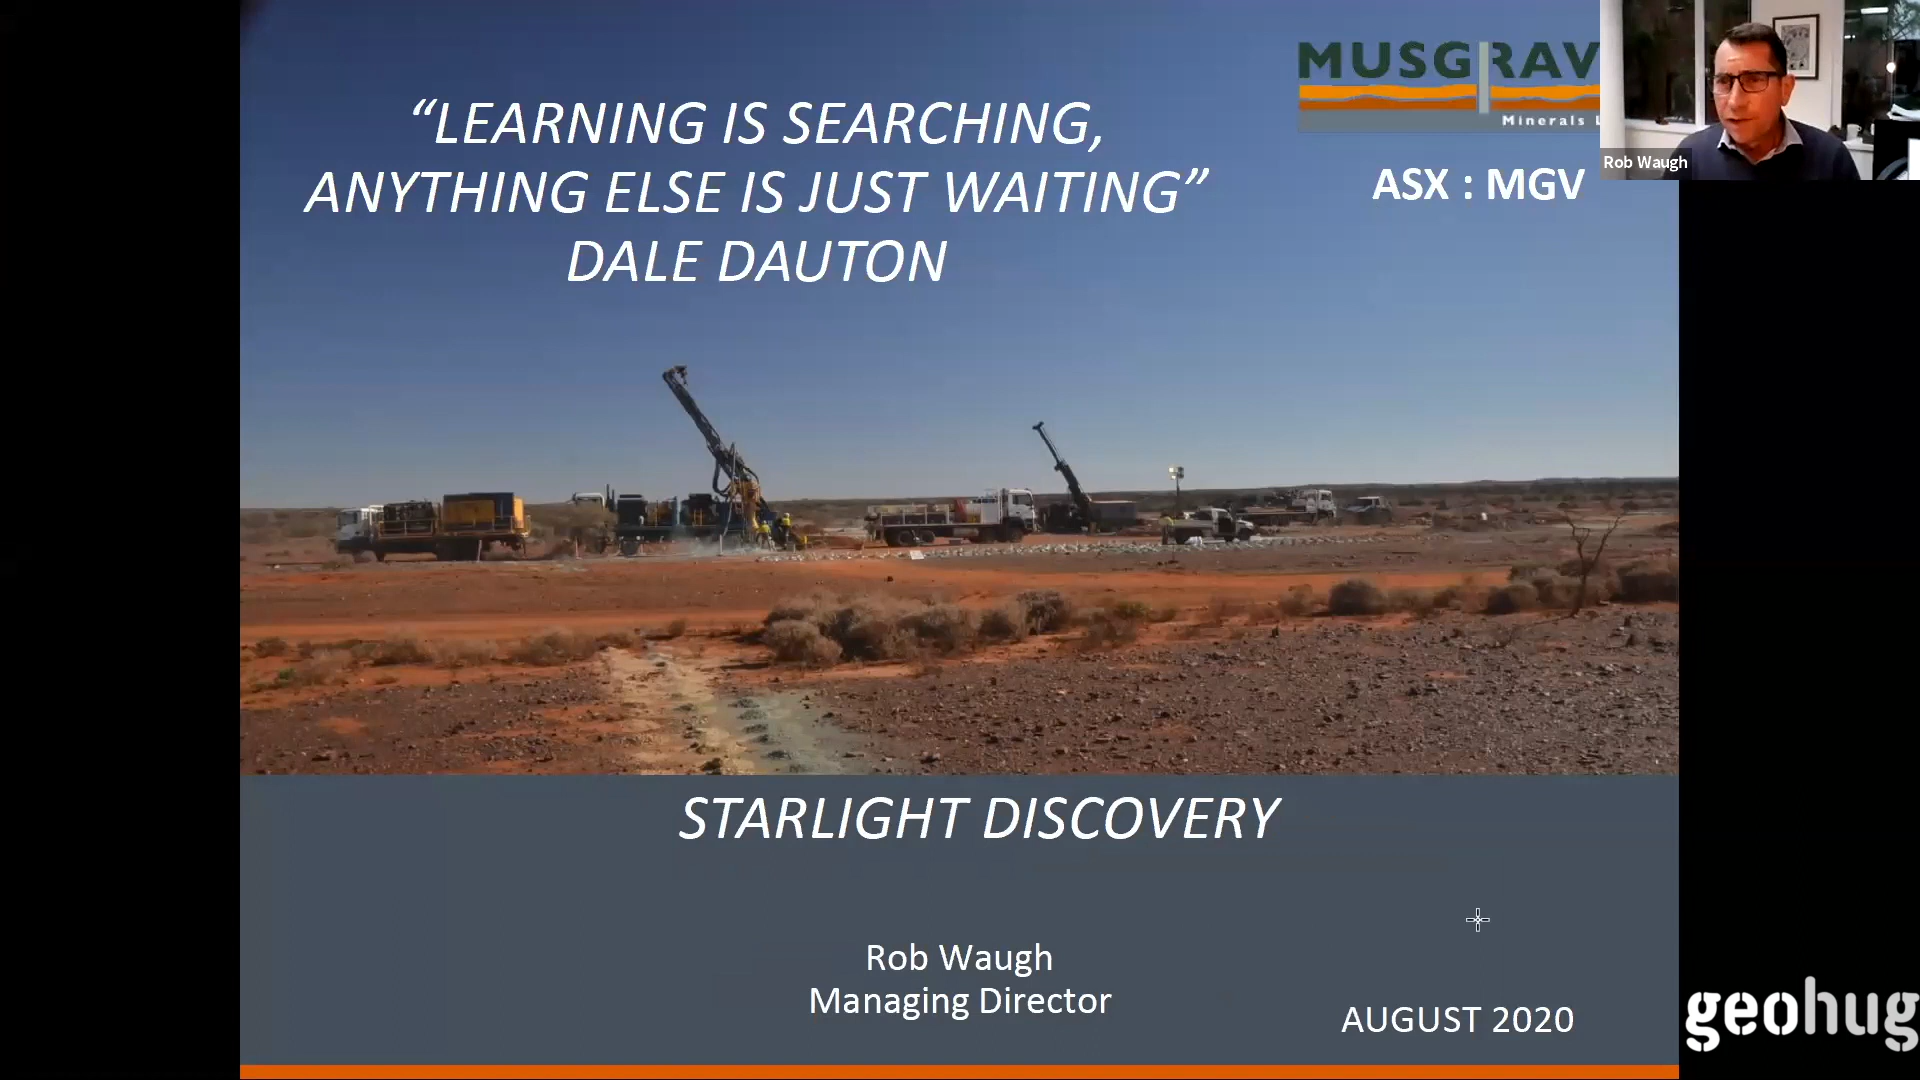 “LEARNING IS SEARCHING,
ANYTHING ELSE IS JUST WAITING”
DALE DAUTON
MUSGRAV
Minerals L
ASX : MGV
Rob Waugh
STARLIGHT DISCOVERY
Rob Waugh
Managing Director
AUGUST 2020
geohug